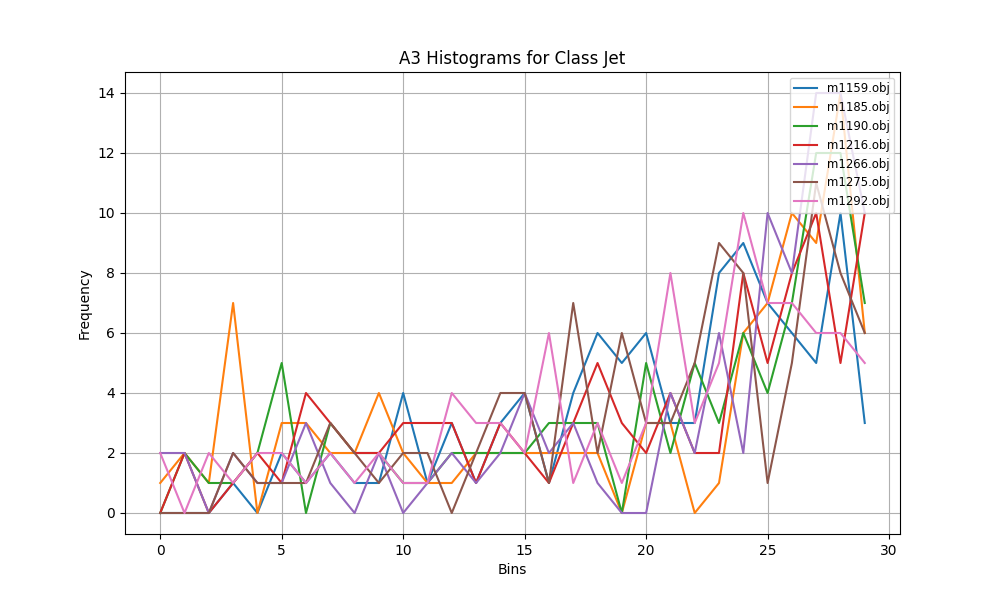 A3 Histograms for Class Jet
14
12
10
8
6
4
2
0
Frequency
0 5 10 15 20 25 30
Bins
m1159.obj
m1185.obj
m1190.obj
m1216.obj
m1266.obj
m1275.obj
m1292.obj